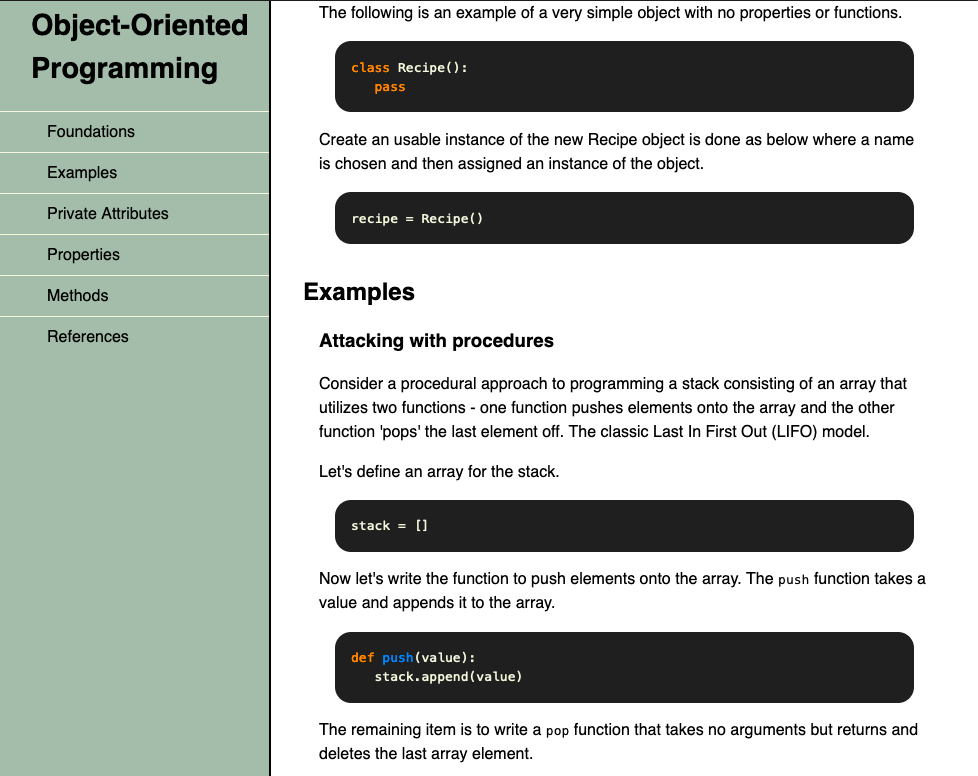 Object-Oriented
Programming
Foundations
Examples
Private Attributes
Properties
Methods
References
The following is an example of a very simple object with no properties or functions.
class Recipe():
pass
Create an usable instance of the new Recipe object is done as below where a name
is chosen and then assigned an instance of the object.
recipe = Recipe()
Examples
Attacking with procedures
Consider a procedural approach to programming a stack consisting of an array that
utilizes two functions - one function pushes elements onto the array and the other
function 'pops' the last element off. The classic Last In First Out (LIFO) model.
Let's define an array for the stack.
stack = []
Now let's write the function to push elements onto the array. The push function takes a
value and appends it to the array.
def push(value):
stack.append(value)
The remaining item is to write a pop function that takes no arguments but returns and
deletes the last array element.